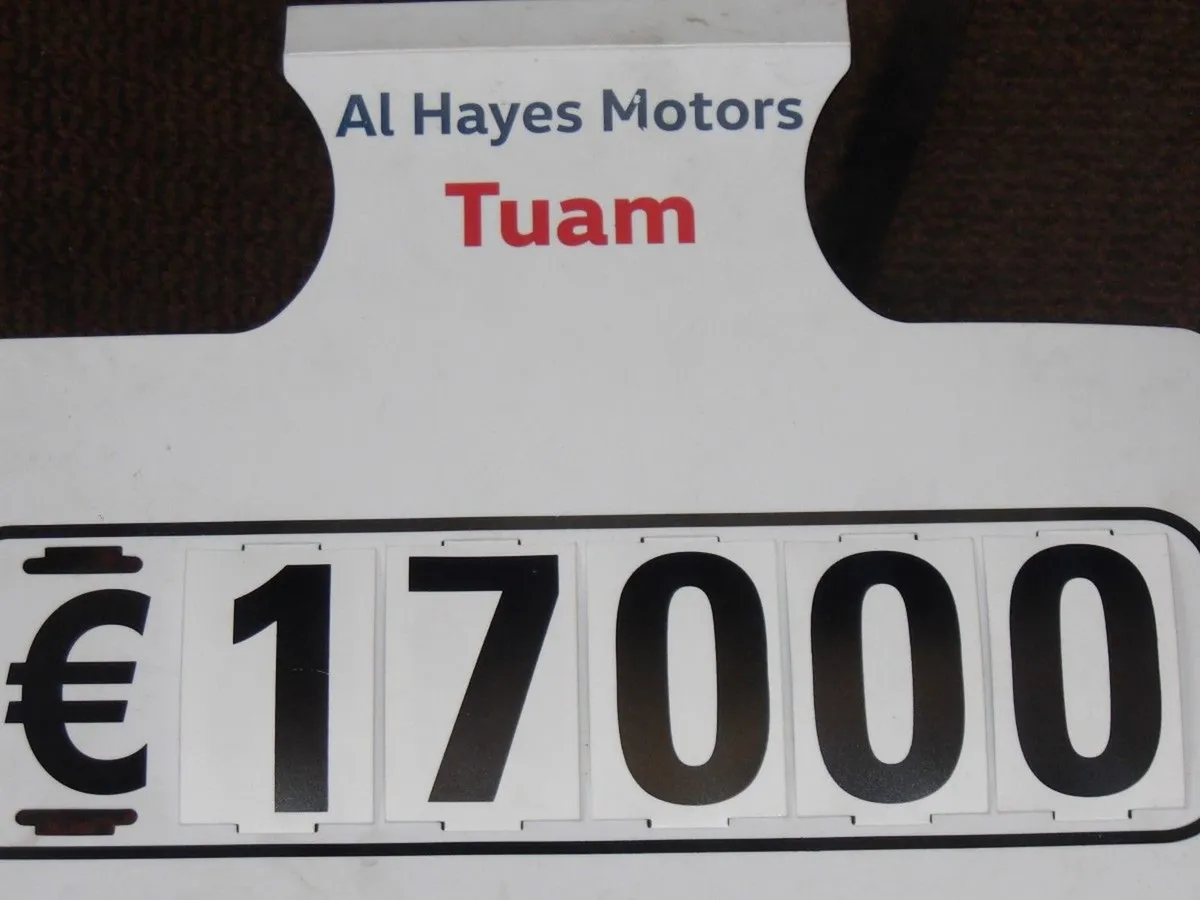 Al Hayes Motors
Tuam
€17000